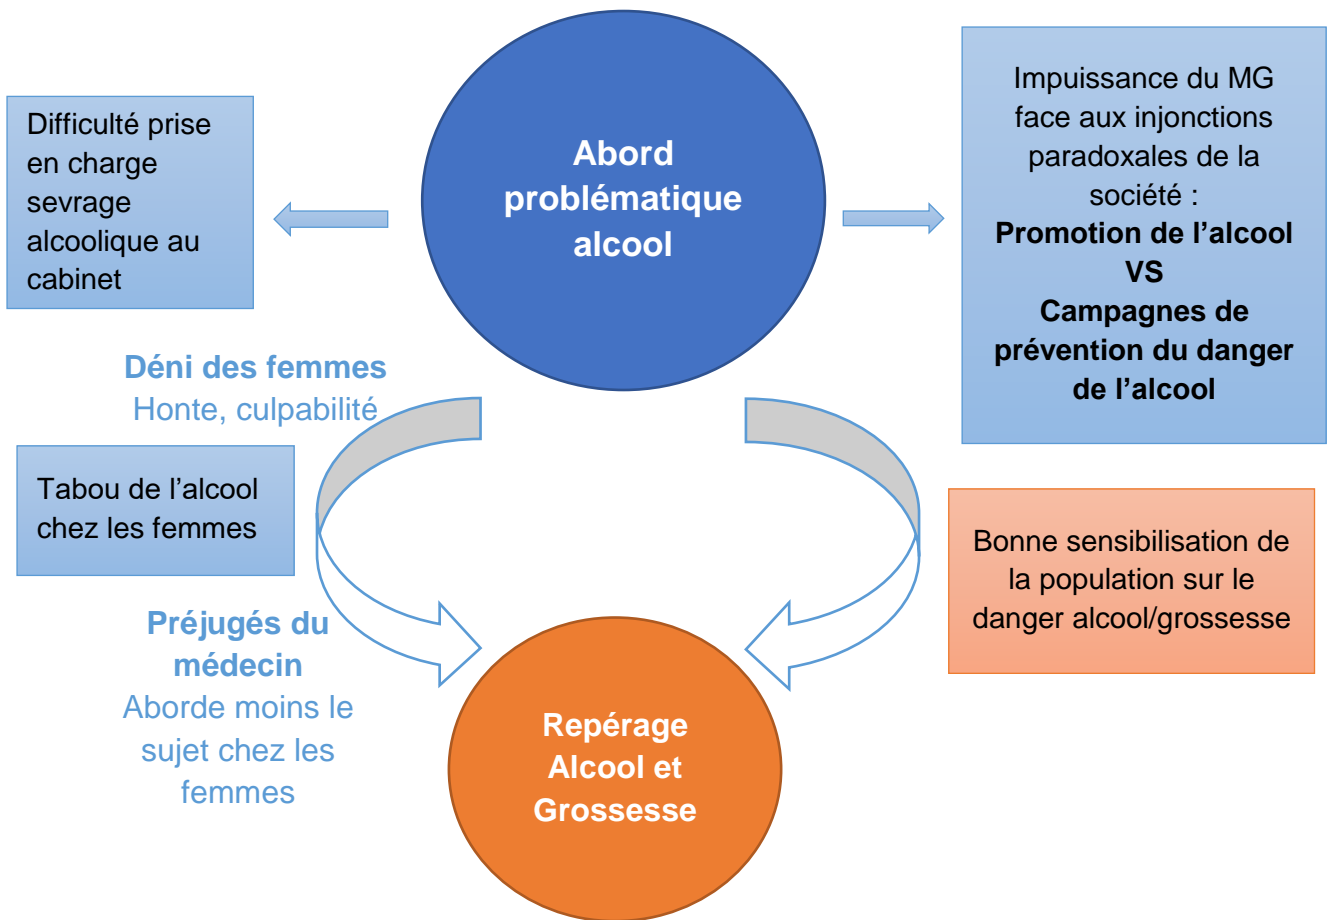 Abord
problématique
alcool
Difficulté prise
en charge
sevrage
alcoolique au
cabinet
Impuissance du MG
face aux injonctions
paradoxales de la
société :
Promotion de l’alcool
VS
Campagnes de
prévention du danger
de l’alcool
Déni des femmes
Honte, culpabilité
Tabou de l’alcool
chez les femmes
Préjugés du
médecin
Aborde moins le
sujet chez les
femmes
Bonne sensibilisation de
la population sur le
danger alcool/grossesse
Repérage
Alcool et
Grossesse